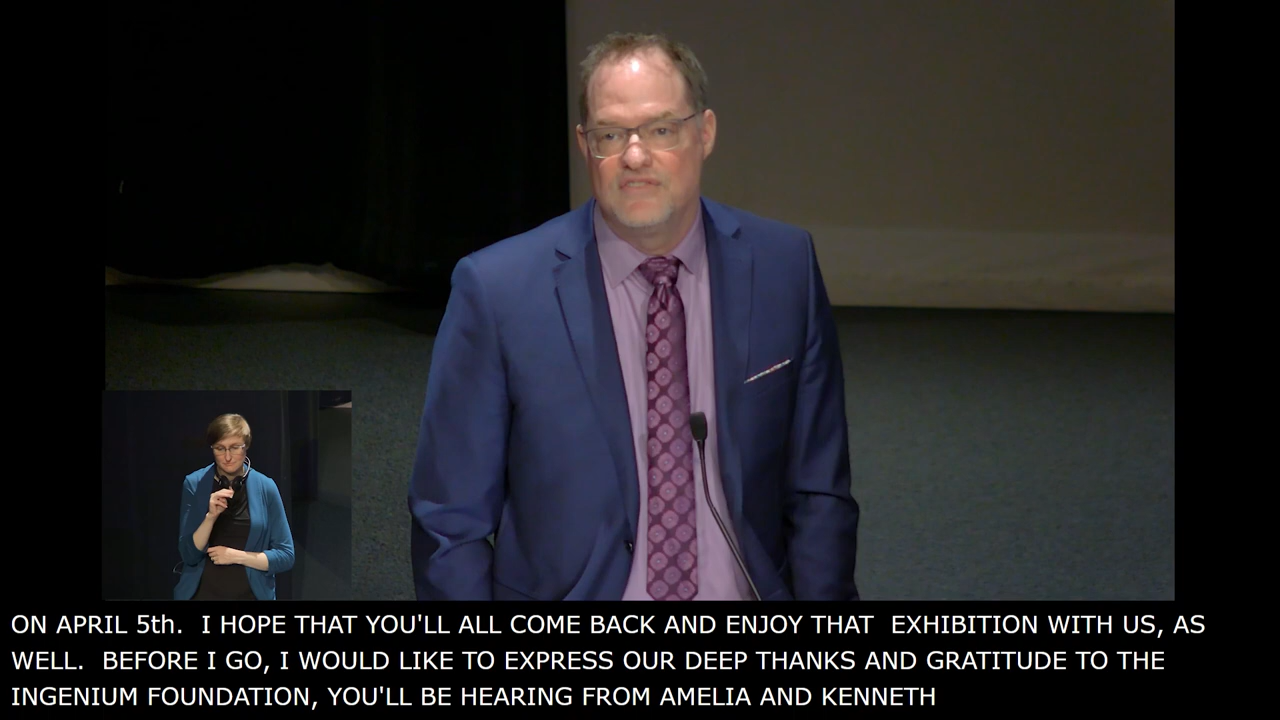 ON APRIL 5th.  I HOPE THAT YOU'LL ALL COME BACK AND ENJOY THAT  EXHIBITION WITH US, AS
WELL.  BEFORE I GO, I WOULD LIKE TO EXPRESS OUR DEEP THANKS AND GRATITUDE TO THE
INGENIUM FOUNDATION, YOU'LL BE HEARING FROM AMELIA AND KENNETH